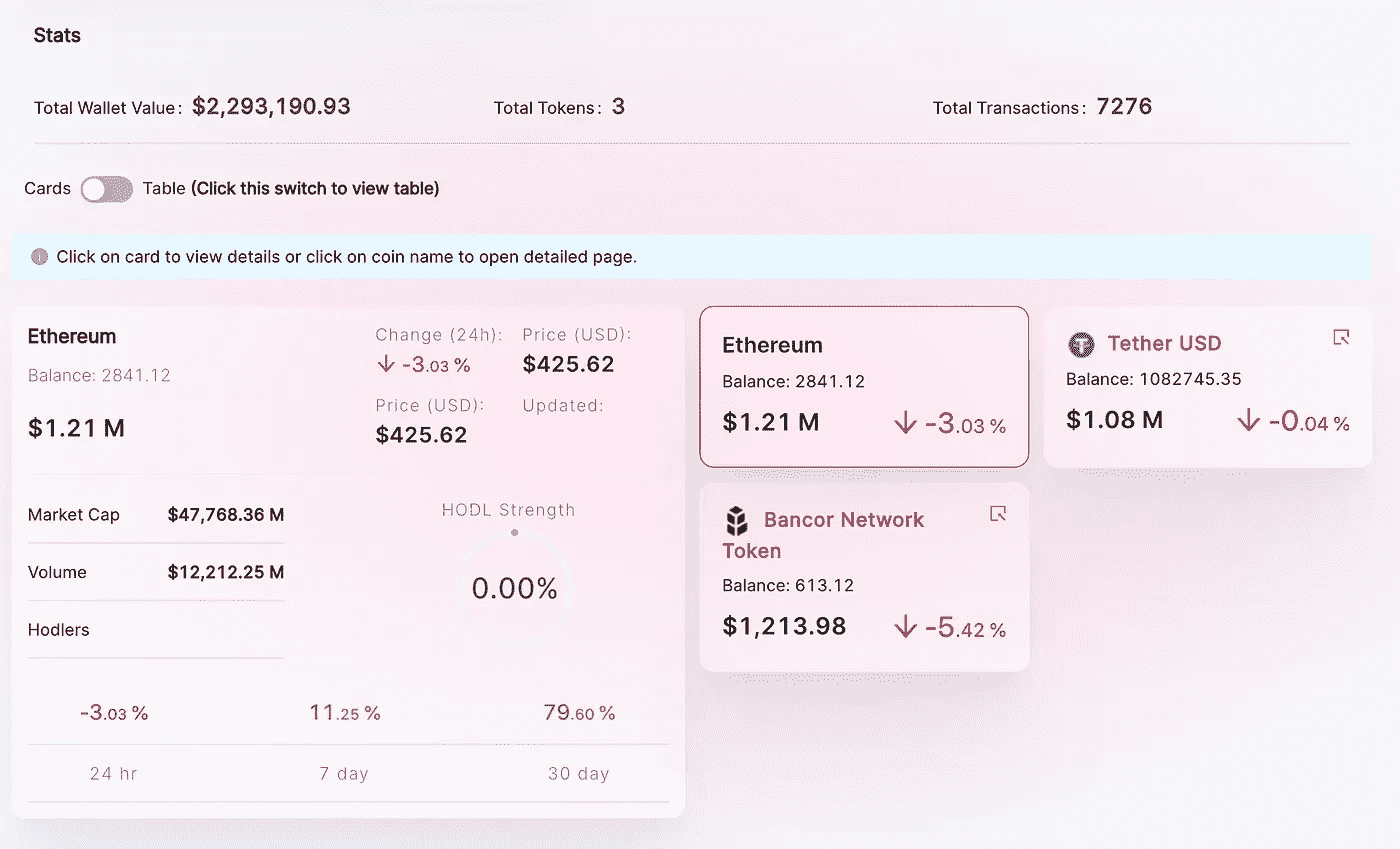 Stats
Total Wallet Value: $2,293,190.93 Total Tokens: 3 Total Transactions: 7276
Cards Table (Click this switch to view table)
Click on card to view details or click on coin name to open detailed page.
Ethereum
Balance: 2841.12
$1.21 M
Change (24h): Price (USD):
-3.03 % $425.62
Price (USD): Updated:
$425.62
Market Cap $47,768.36 M
Volume $12,212.25 M
Hodlers
HODL Strength
0.00%
-3.03 % 11.25 % 79.60 %
24 hr 7 day 30 day
Ethereum
Balance: 2841.12
$1.21 M -3.03 %
Tether USD
Balance: 1082745.35
$1.08 M -0.04 %
Bancor Network
Token
Balance: 613.12
$1,213.98 -5.42 %